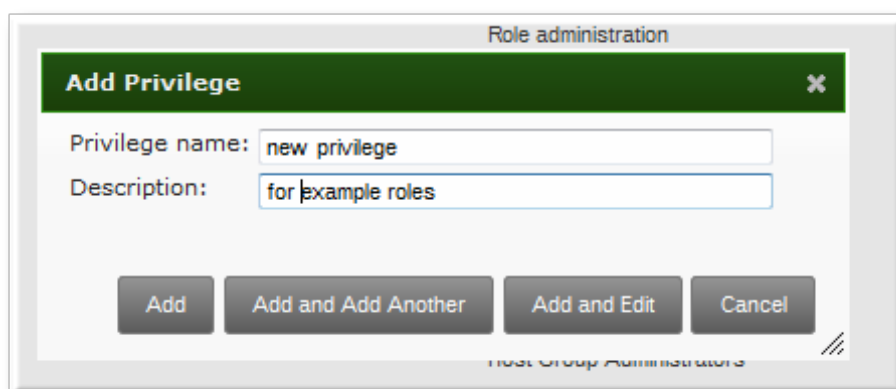 Role administration
Add Privilege
Privilege name: new privilege
Description: for example roles
Add Add and Add Another Add and Edit Cancel
Host Group Administrators